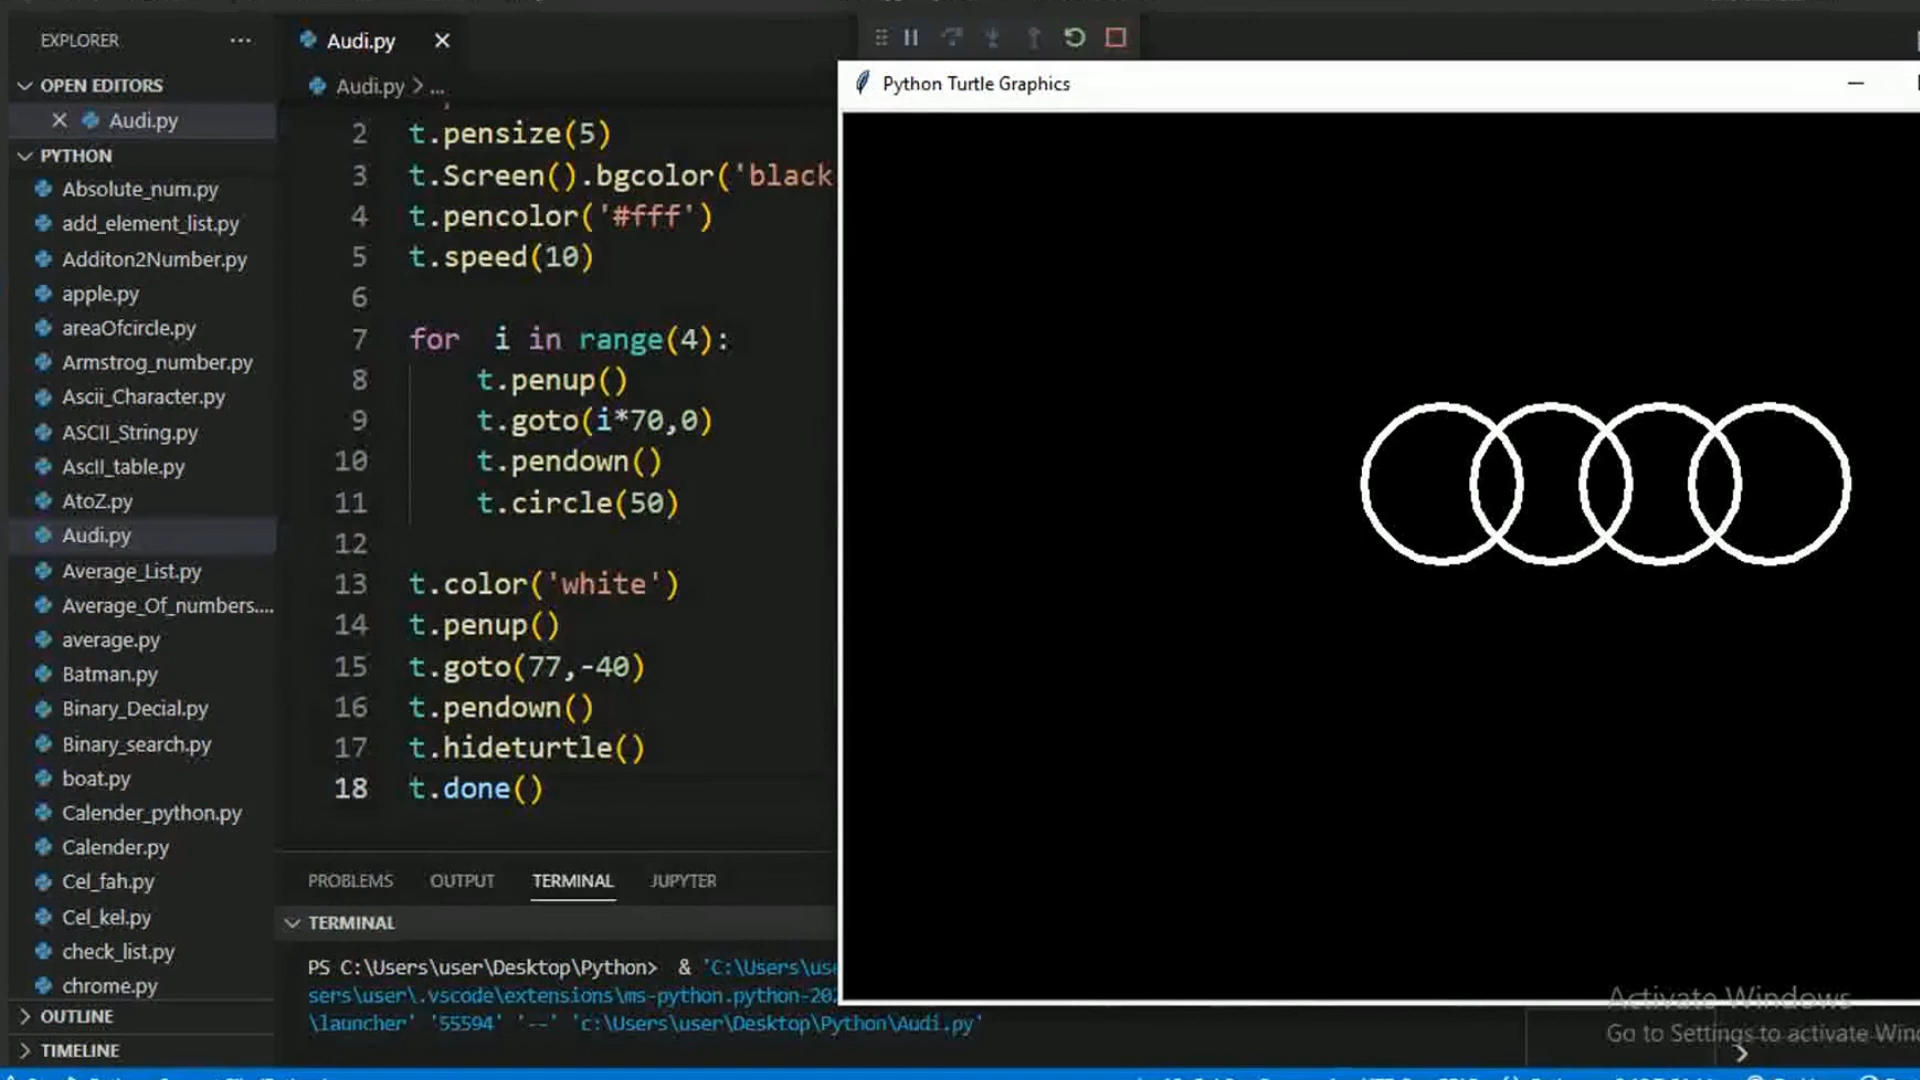 EXPLORER
OPEN EDITORS
Audi.py
PYTHON
Absolute_num.py
add_element_list.py
Additon2Number.py
apple.py
areaOfcircle.py
Armstrog_number.py
Ascii_Character.py
ASCII_String.py
AscII_table.py
AtoZ.py
Audi.py
Average_List.py
Average_Of_numbers....
average.py
Batman.py
Binary_Decial.py
Binary_search.py
boat.py
Calender_python.py
Calender.py
Cel_fah.py
Cel_kel.py
check_list.py
chrome.py
OUTLINE
TIMELINE
Audi.py
Audi.py > ...
2 t.pensize(5)
3 t.Screen().bgcolor('black
4 t.pencolor('#fff')
5 t.speed(10)
6
7 for  i in range(4):
8     t.penup()
9     t.goto(i*70,0)
10     t.pendown()
11     t.circle(50)
12
13 t.color('white')
14 t.penup()
15 t.goto(77,-40)
16 t.pendown()
17 t.hideturtle()
18 t.done()
PROBLEMS OUTPUT TERMINAL JUPYTER
TERMINAL
PS C:\Users\user\Desktop\Python>  & 'C:\Users\use
sers\user\.vscode\extensions\ms-python.python-202
\launcher' '55594' '--' 'c:\Users\user\Desktop\Python\Audi.py'
Python Turtle Graphics
Activate Windows
Go to Settings to activate Win